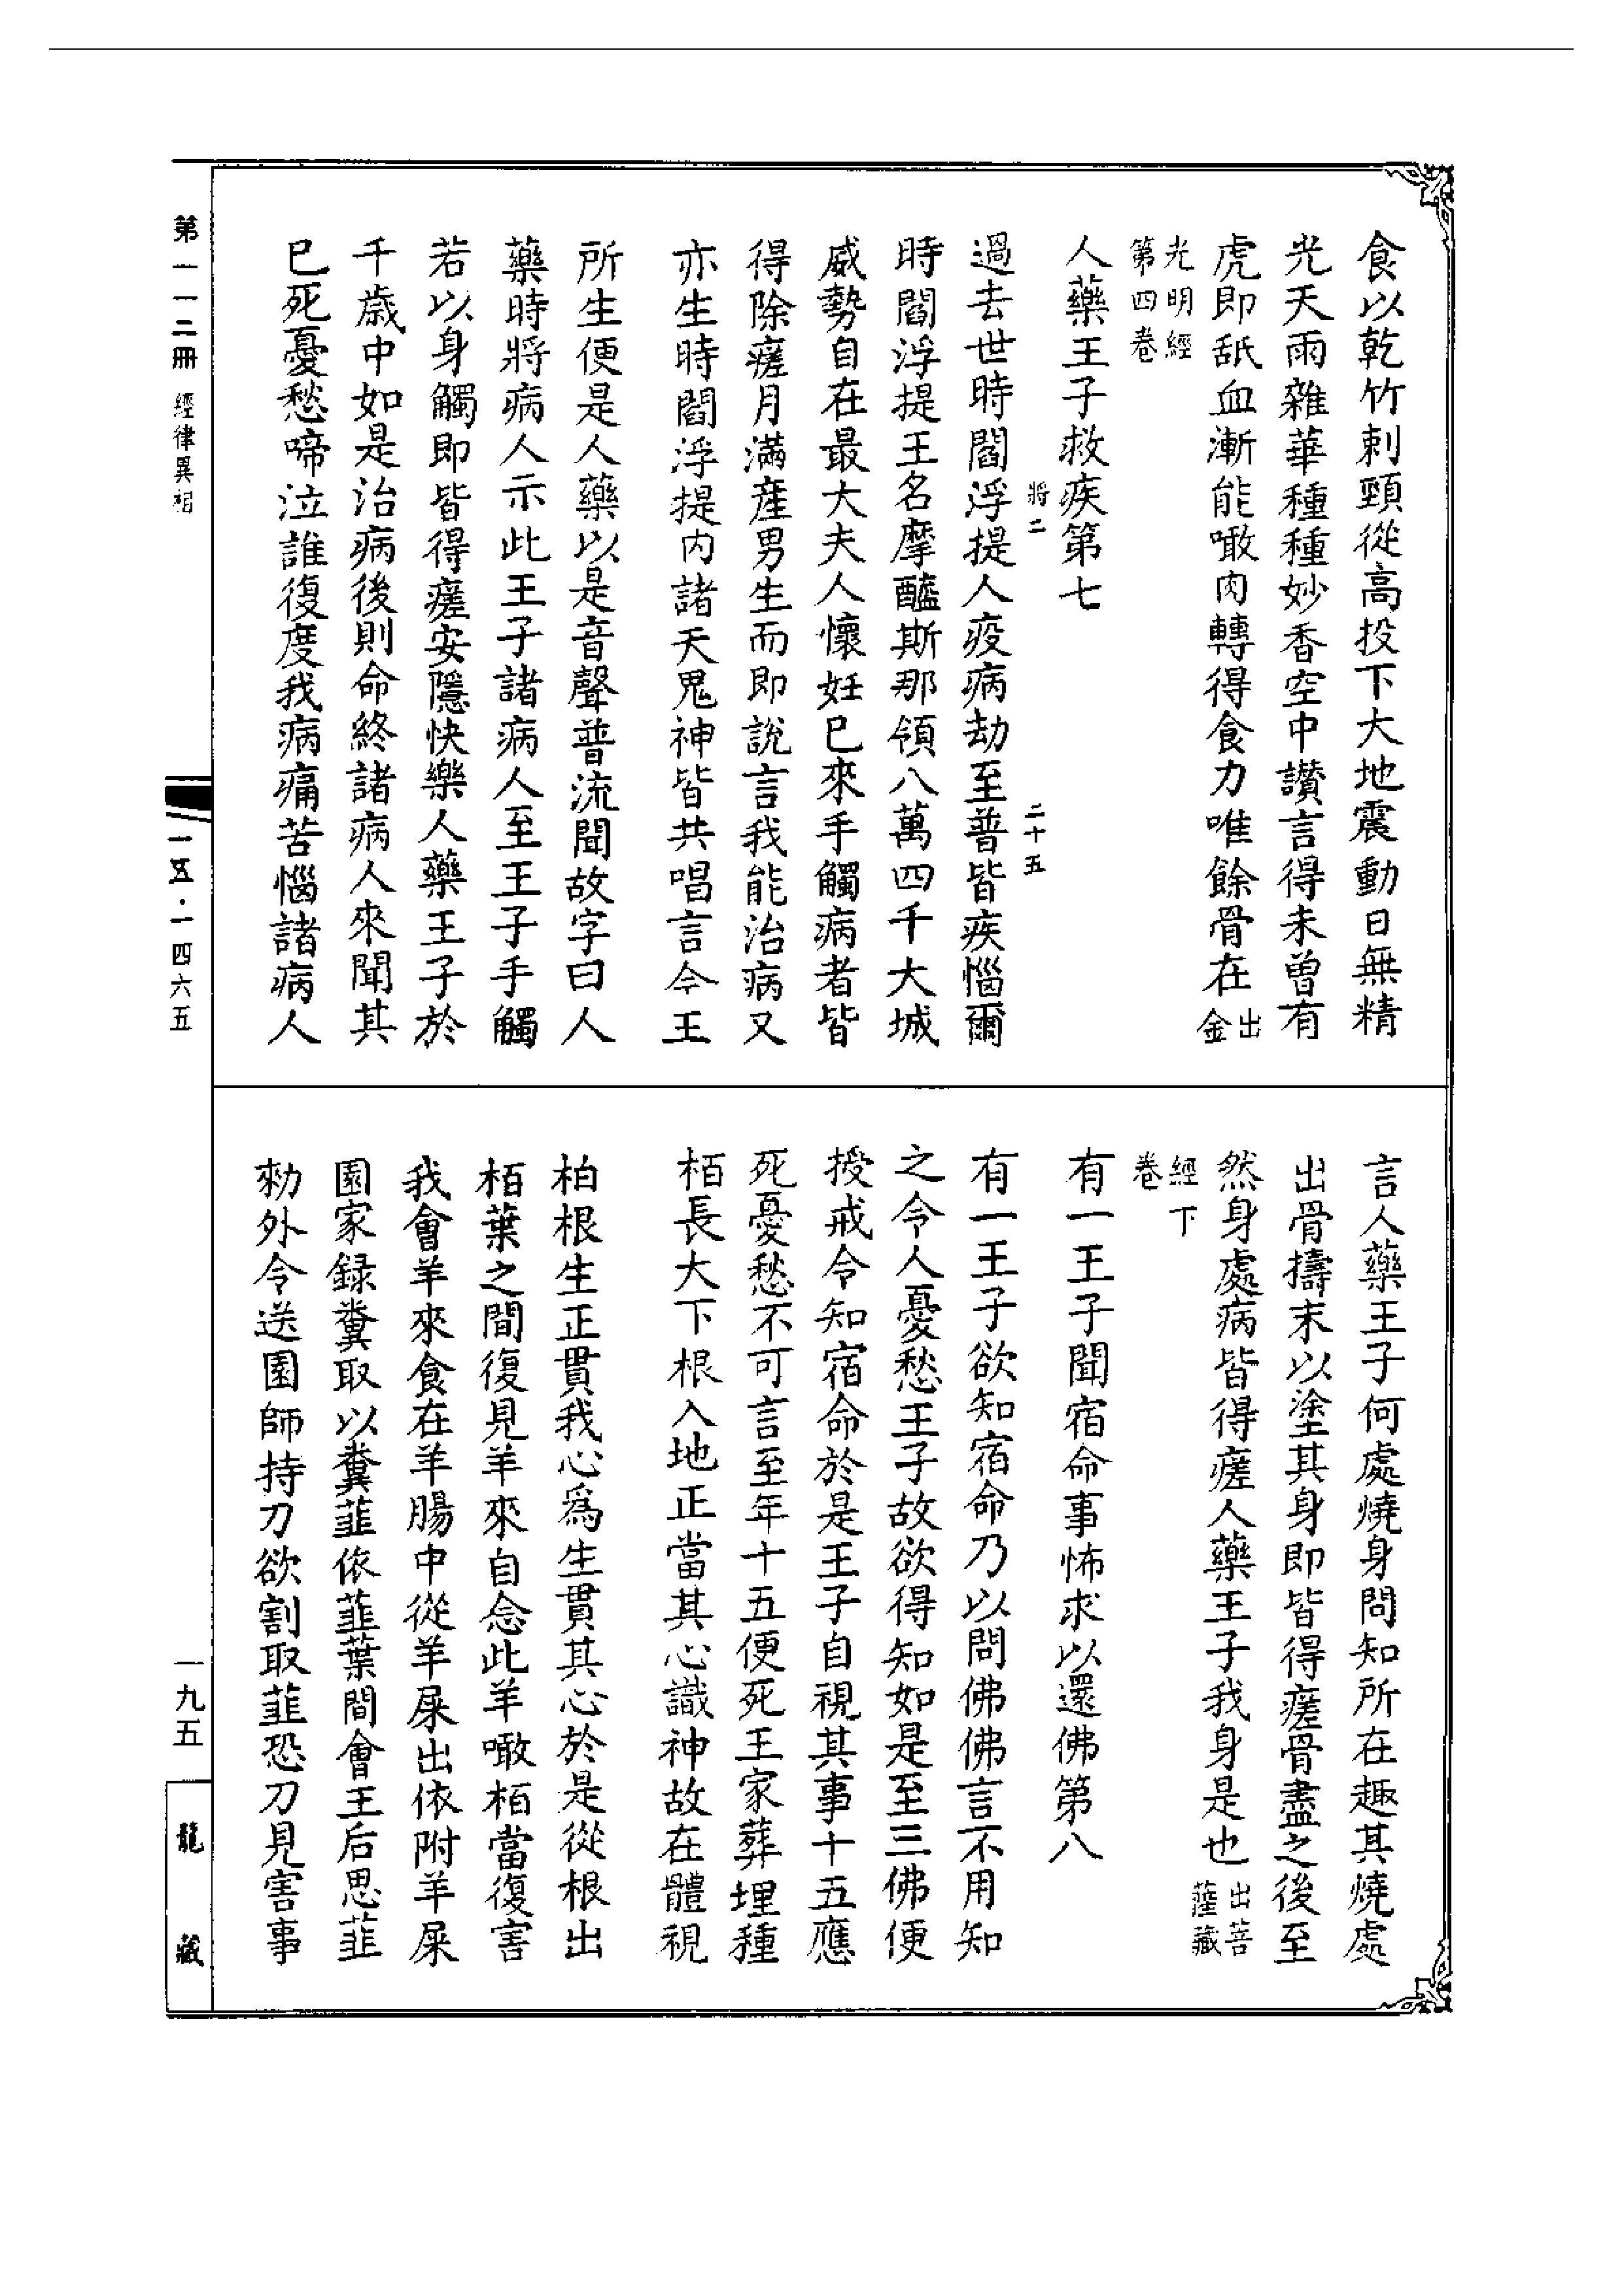 食以乾竹刺頸從高投下大地震動日無精
光天雨雜華種種妙香空中讚言得未曾有
虎即舐血漸能噉肉轉得食力唯餘骨在出金
光明經第四卷
人藥王子救疾第七
將二 二十五
過去世時閻浮提人疫病劫至普皆疾惱爾
時閻浮提王名摩醯斯那領八萬四千大城
威勢自在最大夫人懷妊已來手觸病者皆
得除瘥月滿產男生而即說言我能治病又
亦生時閻浮提內諸天鬼神皆共唱言今王
所生便是人藥以是音聲普流聞故字曰人
藥時將病人示此王子諸病人至王子手觸
若以身觸即皆得瘥安隱快樂人藥王子於
千歲中如是治病後則命終諸病人來聞其
已死憂愁啼泣誰復度我病痛苦惱諸病人
言人藥王子何處燒身問知所在趣其燒處
出骨擣末以塗其身即皆得瘥骨盡之後至
然身處病皆得瘥人藥王子我身是也出菩薩藏
經下卷
有一王子聞宿命事怖求以還佛第八
有一王子欲知宿命乃以問佛佛言不用知
之令人憂愁王子故欲得知如是至三佛便
授戒令知宿命於是王子自視其事十五應
死憂愁不可言至年十五便死王家葬埋種
栢長大下根入地正當其心識神故在體視
柏根生正貫我心為生貫其心於是從根出
栢葉之間復見羊來自念此羊噉栢當復害
我會羊來食在羊腸中從羊屎出依附羊屎
園家録糞取以糞韮依韮葉間會王后思韮
勑外令送園師持刀欲割取韮恐刀見害事
第一一二冊 經律異相
一五·一四六五
一九五
龍藏